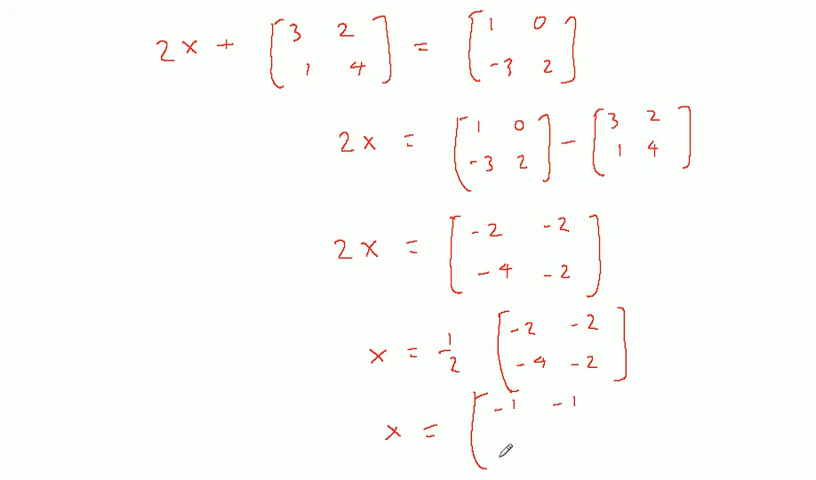 2x + [3 2; 1 4] = [1 0; -3 2]
2x = [1 0; -3 2] - [3 2; 1 4]
2x = [-2 -2; -4 -2]
x = 1/2 [-2 -2; -4 -2]
x = [-1 -1